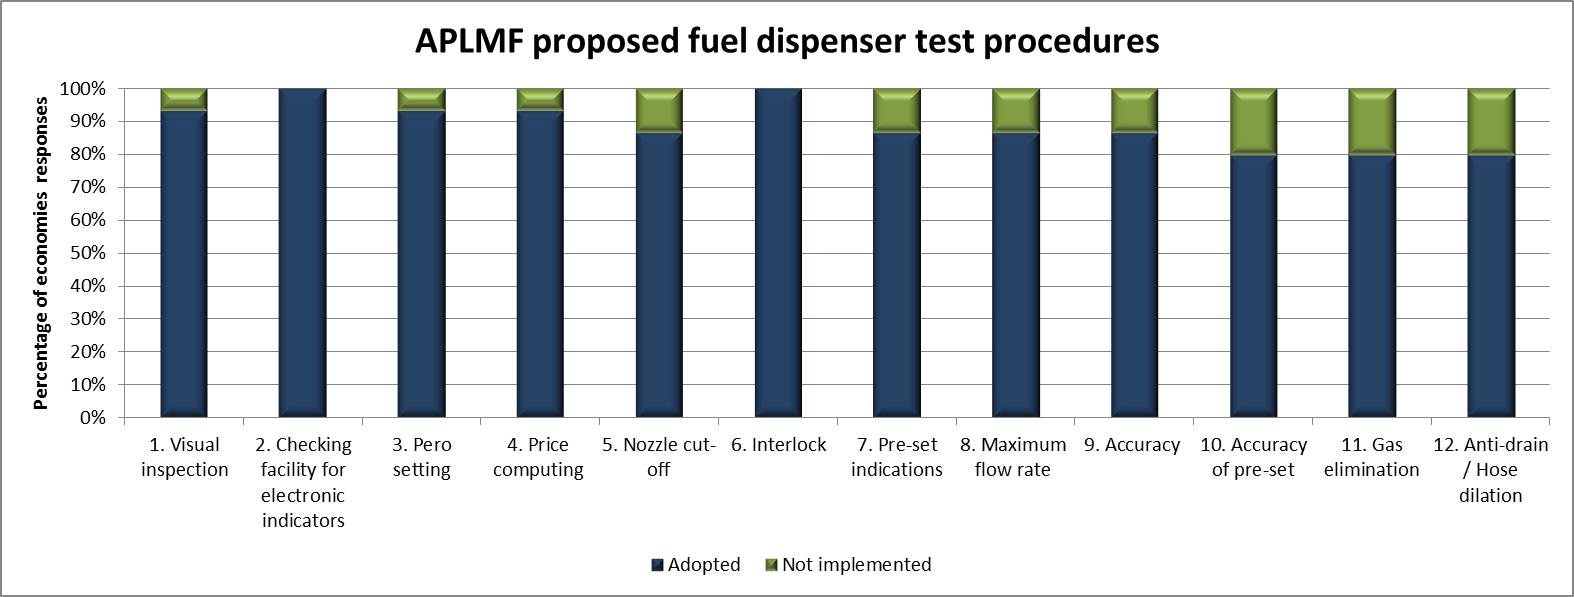 APLMF proposed fuel dispenser test procedures
Percentage of economies responses
100%
90%
80%
70%
60%
50%
40%
30%
20%
10%
0%
1. Visual
inspection
2. Checking
facility for
electronic
indicators
3. Pero
setting
4. Price
computing
5. Nozzle cut-
off
6. Interlock
7. Pre-set
indications
8. Maximum
flow rate
9. Accuracy
10. Accuracy
of pre-set
11. Gas
elimination
12. Anti-drain
/ Hose
dilation
Adopted
Not implemented